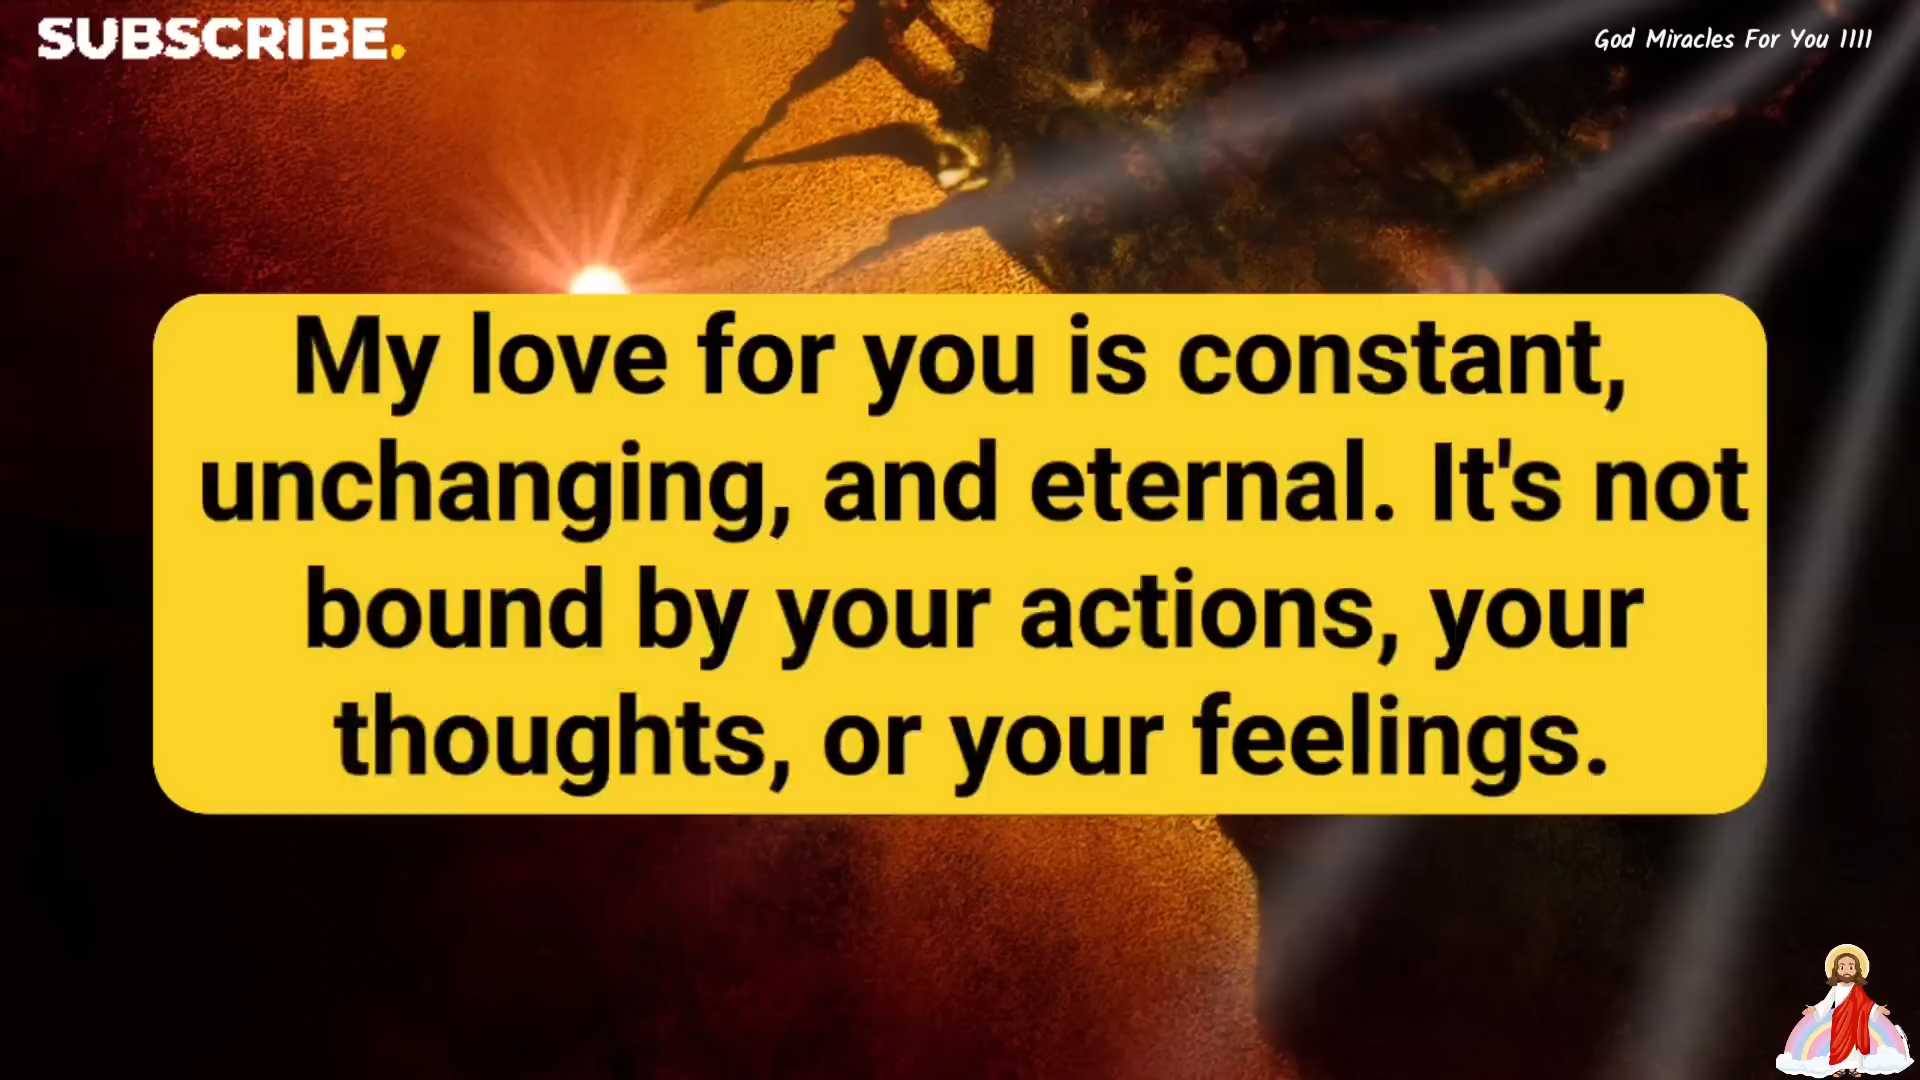 SUBSCRIBE.
God Miracles For You 1111
My love for you is constant,
unchanging, and eternal. It's not
bound by your actions, your
thoughts, or your feelings.